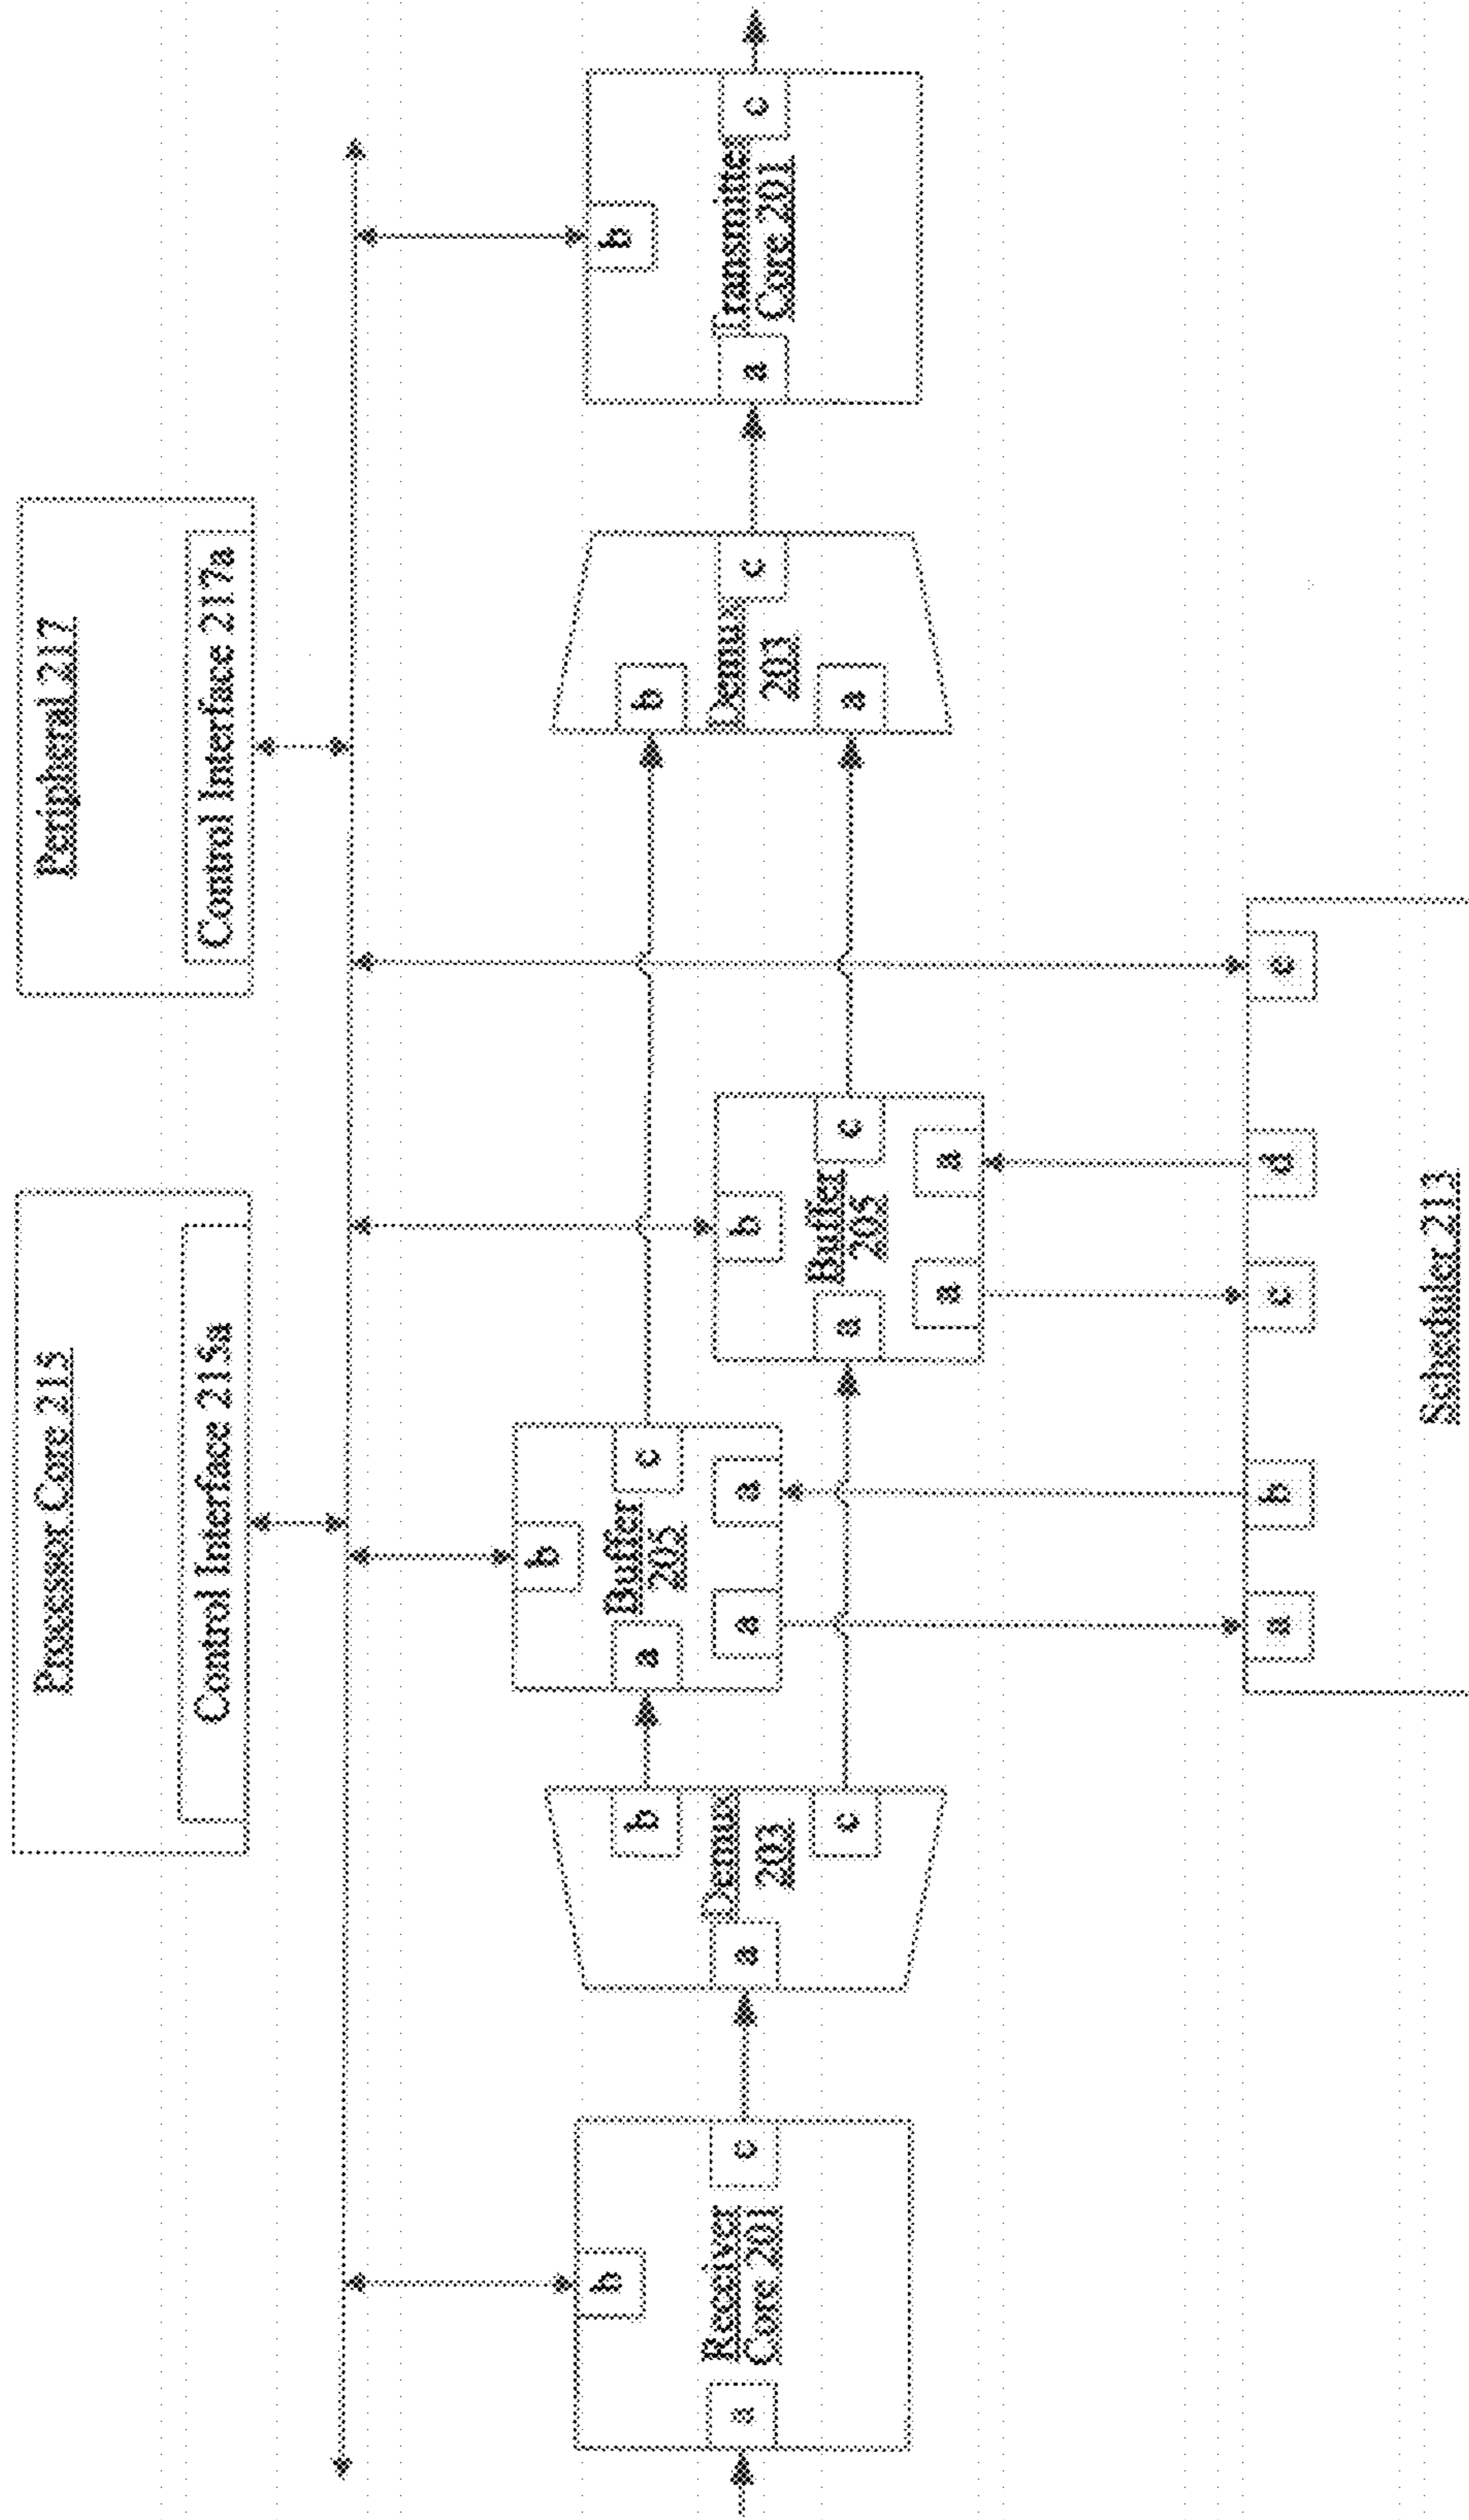 Processor Core 215
Control Interface 215a
Peripheral 217
Control Interface 217a
b
a
Receiver
Core 201
c
a
Demux
203
b
c
b
a
Buffer
205
c
a
a
b
a
Buffer
205
c
a
a
b
a
Demux
203
c
b
a
Transmitter
Core 201
c
a
b
c
d
e
Scheduler 213